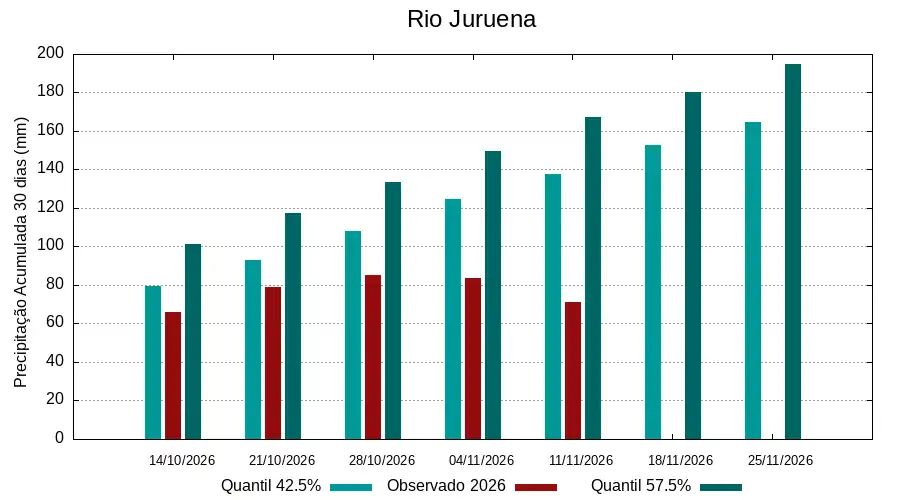 Rio Juruena
Precipitação Acumulada 30 dias (mm)
200
180
160
140
120
100
80
60
40
20
0
14/10/2026 21/10/2026 28/10/2026 04/11/2026 11/11/2026 18/11/2026 25/11/2026
Quantil 42.5% Observado 2026 Quantil 57.5%